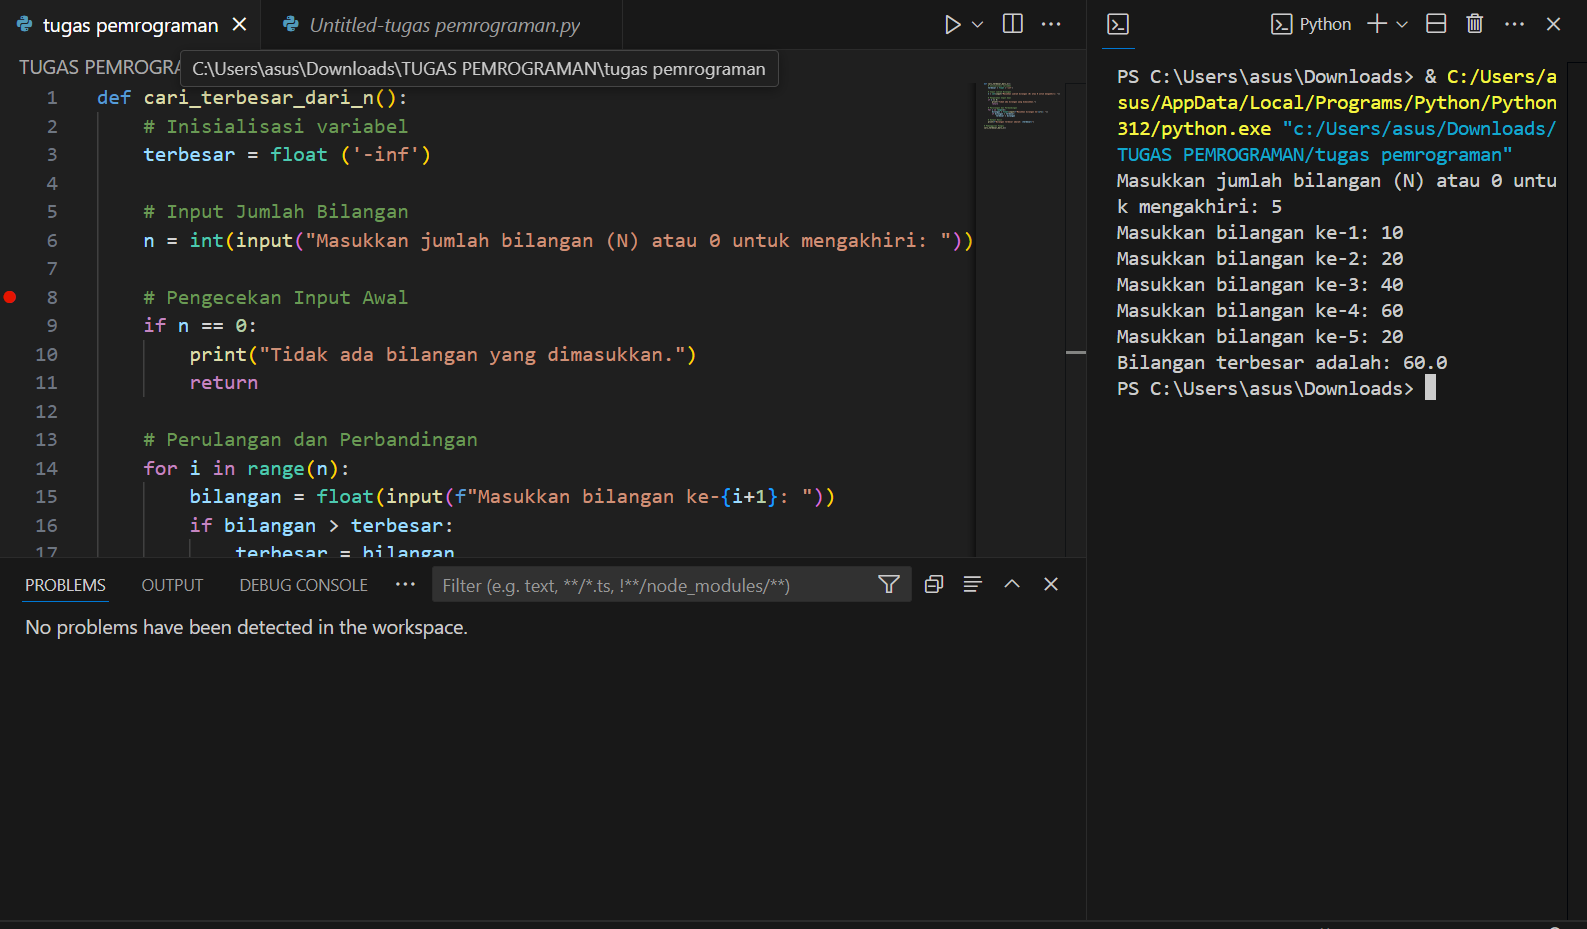 tugas pemrograman
Untitled-tugas pemrograman.py
TUGAS PEMROGRA
C:\Users\asus\Downloads\TUGAS PEMROGRAMAN\tugas pemrograman
1 def cari_terbesar_dari_n():
2     # Inisialisasi variabel
3     terbesar = float ('-inf')
4
5     # Input Jumlah Bilangan
6     n = int(input("Masukkan jumlah bilangan (N) atau 0 untuk mengakhiri: "))
7
8     # Pengecekan Input Awal
9     if n == 0:
10         print("Tidak ada bilangan yang dimasukkan.")
11         return
12
13     # Perulangan dan Perbandingan
14     for i in range(n):
15         bilangan = float(input(f"Masukkan bilangan ke-{i+1}: "))
16         if bilangan > terbesar:
17             terbesar = bilangan
PROBLEMS OUTPUT DEBUG CONSOLE ... Filter (e.g. text, **/*.ts, !**/node_modules/**)
No problems have been detected in the workspace.
Python
PS C:\Users\asus\Downloads> & C:/Users/a
sus/AppData/Local/Programs/Python/Python
312/python.exe "c:/Users/asus/Downloads/
TUGAS PEMROGRAMAN/tugas pemrograman"
Masukkan jumlah bilangan (N) atau 0 untu
k mengakhiri: 5
Masukkan bilangan ke-1: 10
Masukkan bilangan ke-2: 20
Masukkan bilangan ke-3: 40
Masukkan bilangan ke-4: 60
Masukkan bilangan ke-5: 20
Bilangan terbesar adalah: 60.0
PS C:\Users\asus\Downloads>